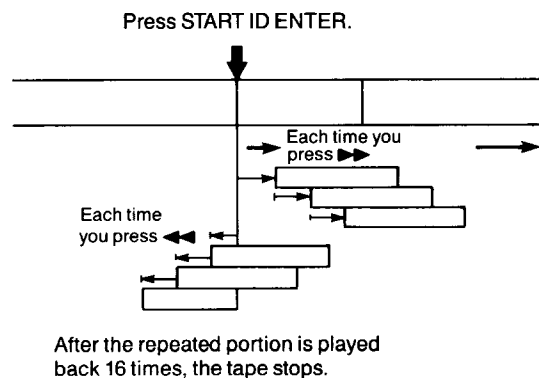 Press START ID ENTER.
Each time you
press ▶▶
Each time
you press ◀◀
After the repeated portion is played
back 16 times, the tape stops.